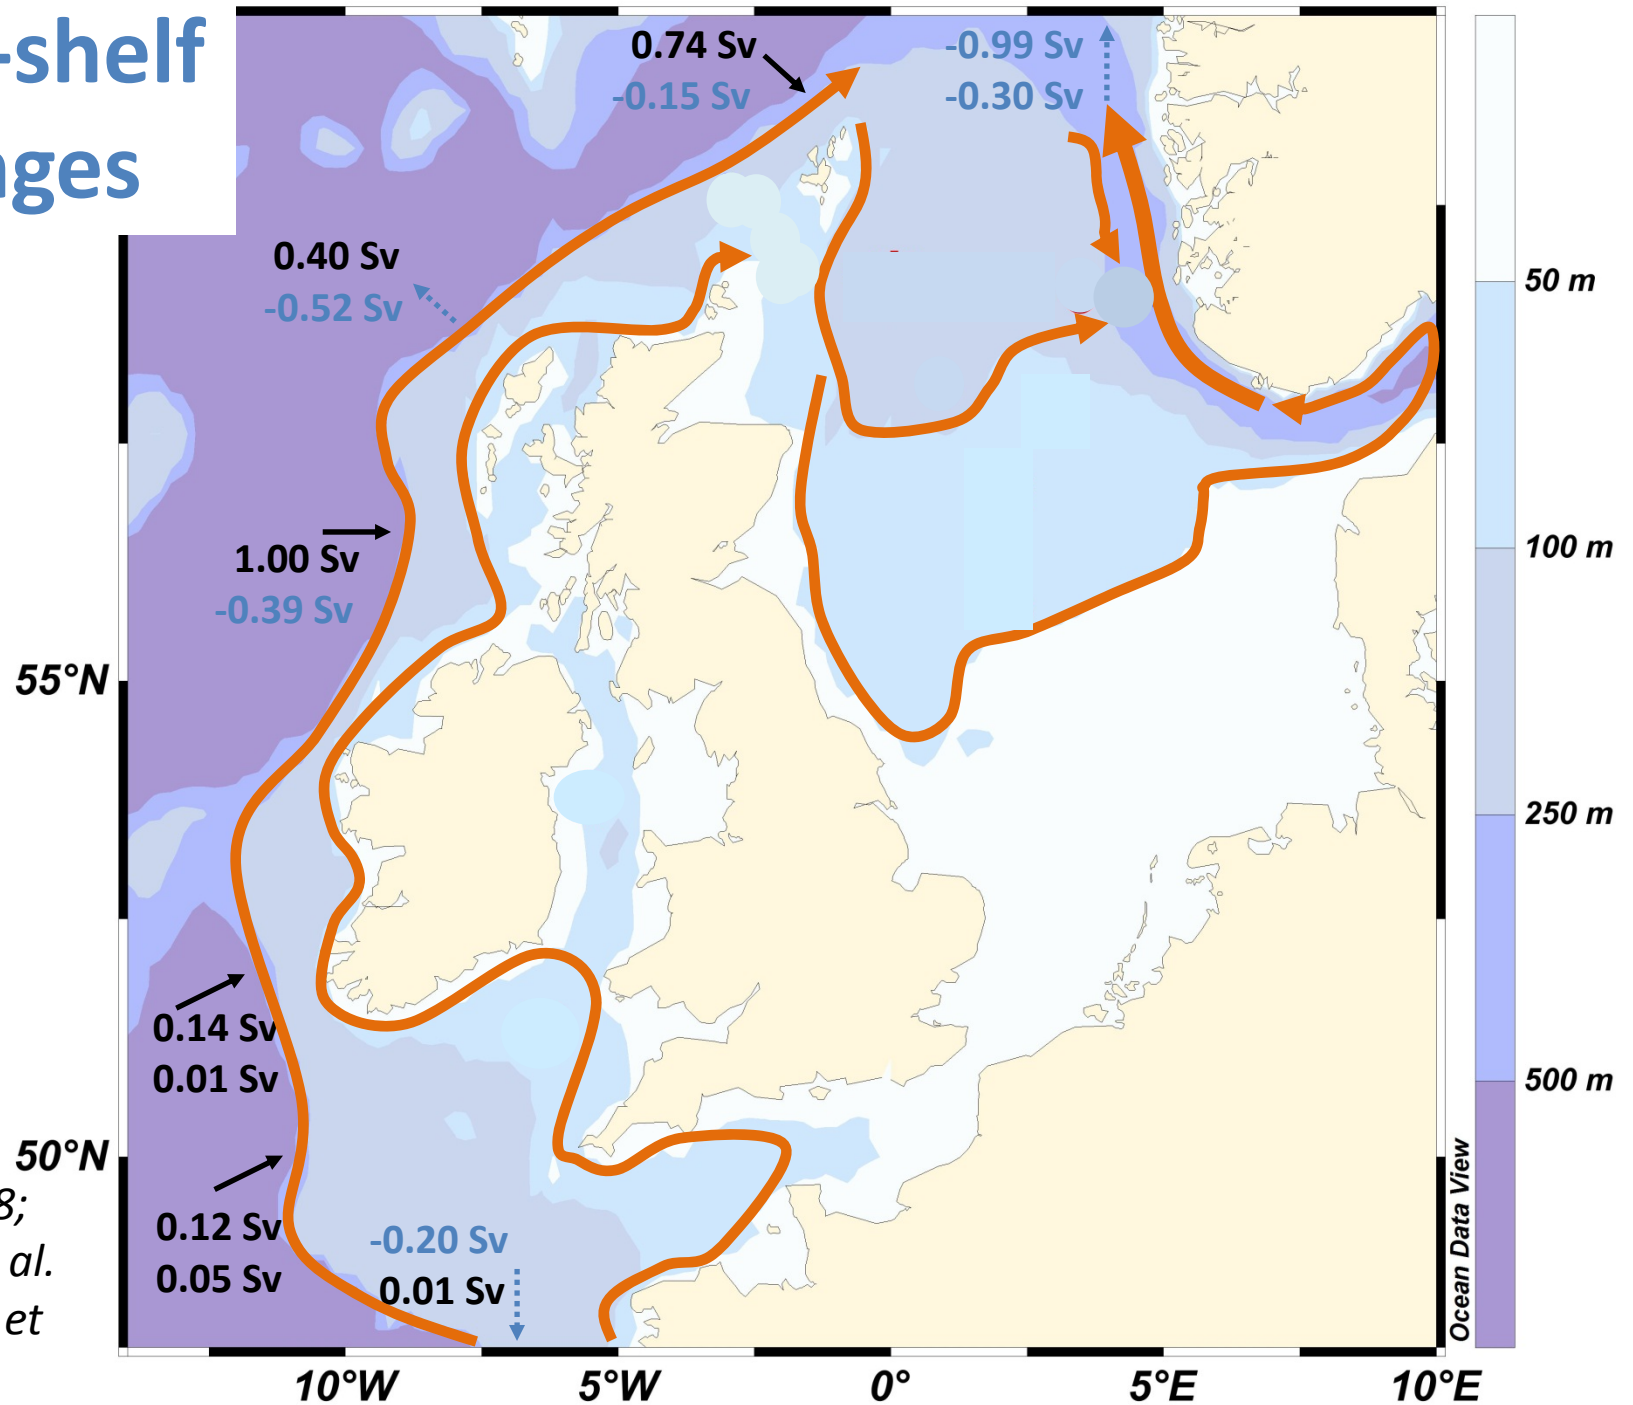 -shelf
nges
0.74 Sv
-0.15 Sv
-0.99 Sv
-0.30 Sv
0.40 Sv
-0.52 Sv
50 m
1.00 Sv
-0.39 Sv
100 m
55°N
250 m
0.14 Sv
0.01 Sv
500 m
50°N
8;
0.12 Sv
0.05 Sv
al.
et
-0.20 Sv
0.01 Sv
Ocean Data View
10°W
5°W
0°
5°E
10°E